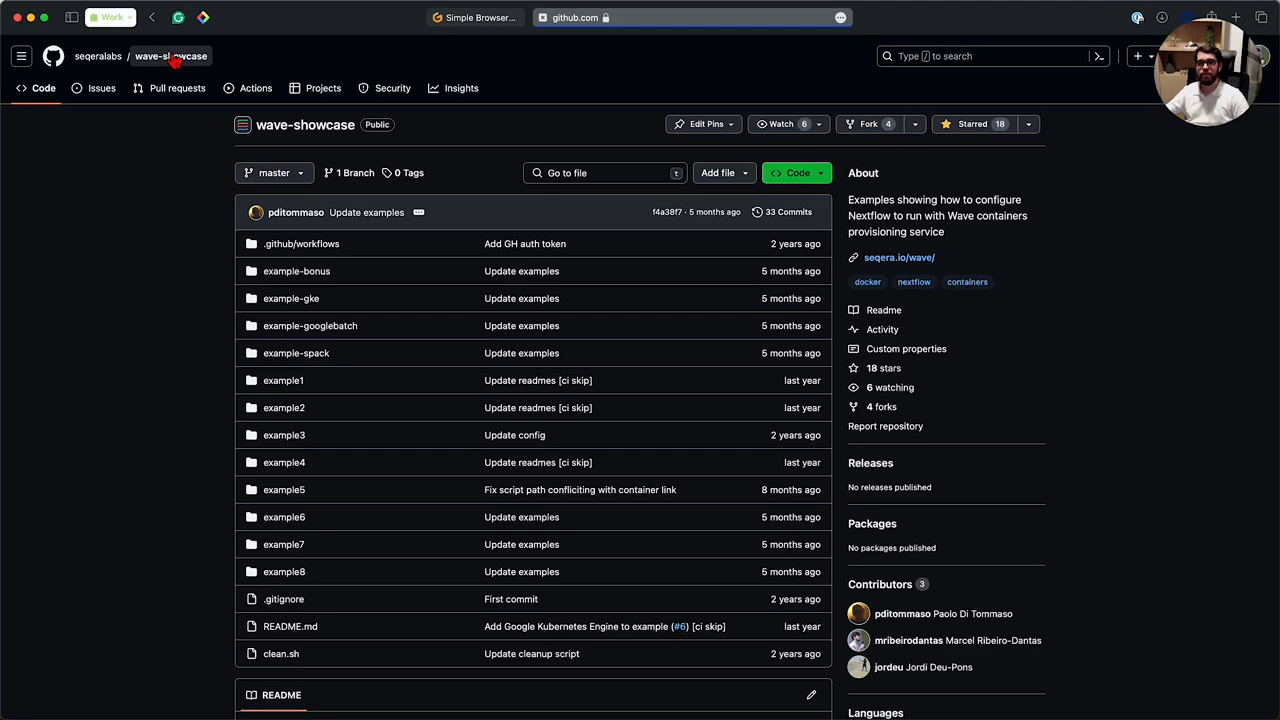 Work
Simple Browser...
github.com
seqeralabs / wave-showcase
Type / to search
Code
Issues
Pull requests
Actions
Projects
Security
Insights
wave-showcase
Public
Edit Pins
Watch 6
Fork 4
Starred 18
master
1 Branch
0 Tags
Go to file
t
Add file
Code
pditommaso Update examples
f4a38f7 · 5 months ago
33 Commits
.github/workflows Add GH auth token 2 years ago
example-bonus Update examples 5 months ago
example-gke Update examples 5 months ago
example-googlebatch Update examples 5 months ago
example-spack Update examples 5 months ago
example1 Update readmes [ci skip] last year
example2 Update readmes [ci skip] last year
example3 Update config 2 years ago
example4 Update readmes [ci skip] last year
example5 Fix script path confliciting with container link 8 months ago
example6 Update examples 5 months ago
example7 Update examples 5 months ago
example8 Update examples 5 months ago
.gitignore First commit 2 years ago
README.md Add Google Kubernetes Engine to example (#6) [ci skip] last year
clean.sh Update cleanup script 2 years ago
README
About
Examples showing how to configure
Nextflow to run with Wave containers
provisioning service
seqera.io/wave/
docker nextflow containers
Readme
Activity
Custom properties
18 stars
6 watching
4 forks
Report repository
Releases
No releases published
Packages
No packages published
Contributors 3
pditommaso Paolo Di Tommaso
mribeirodantas Marcel Ribeiro-Dantas
jordeu Jordi Deu-Pons
Languages